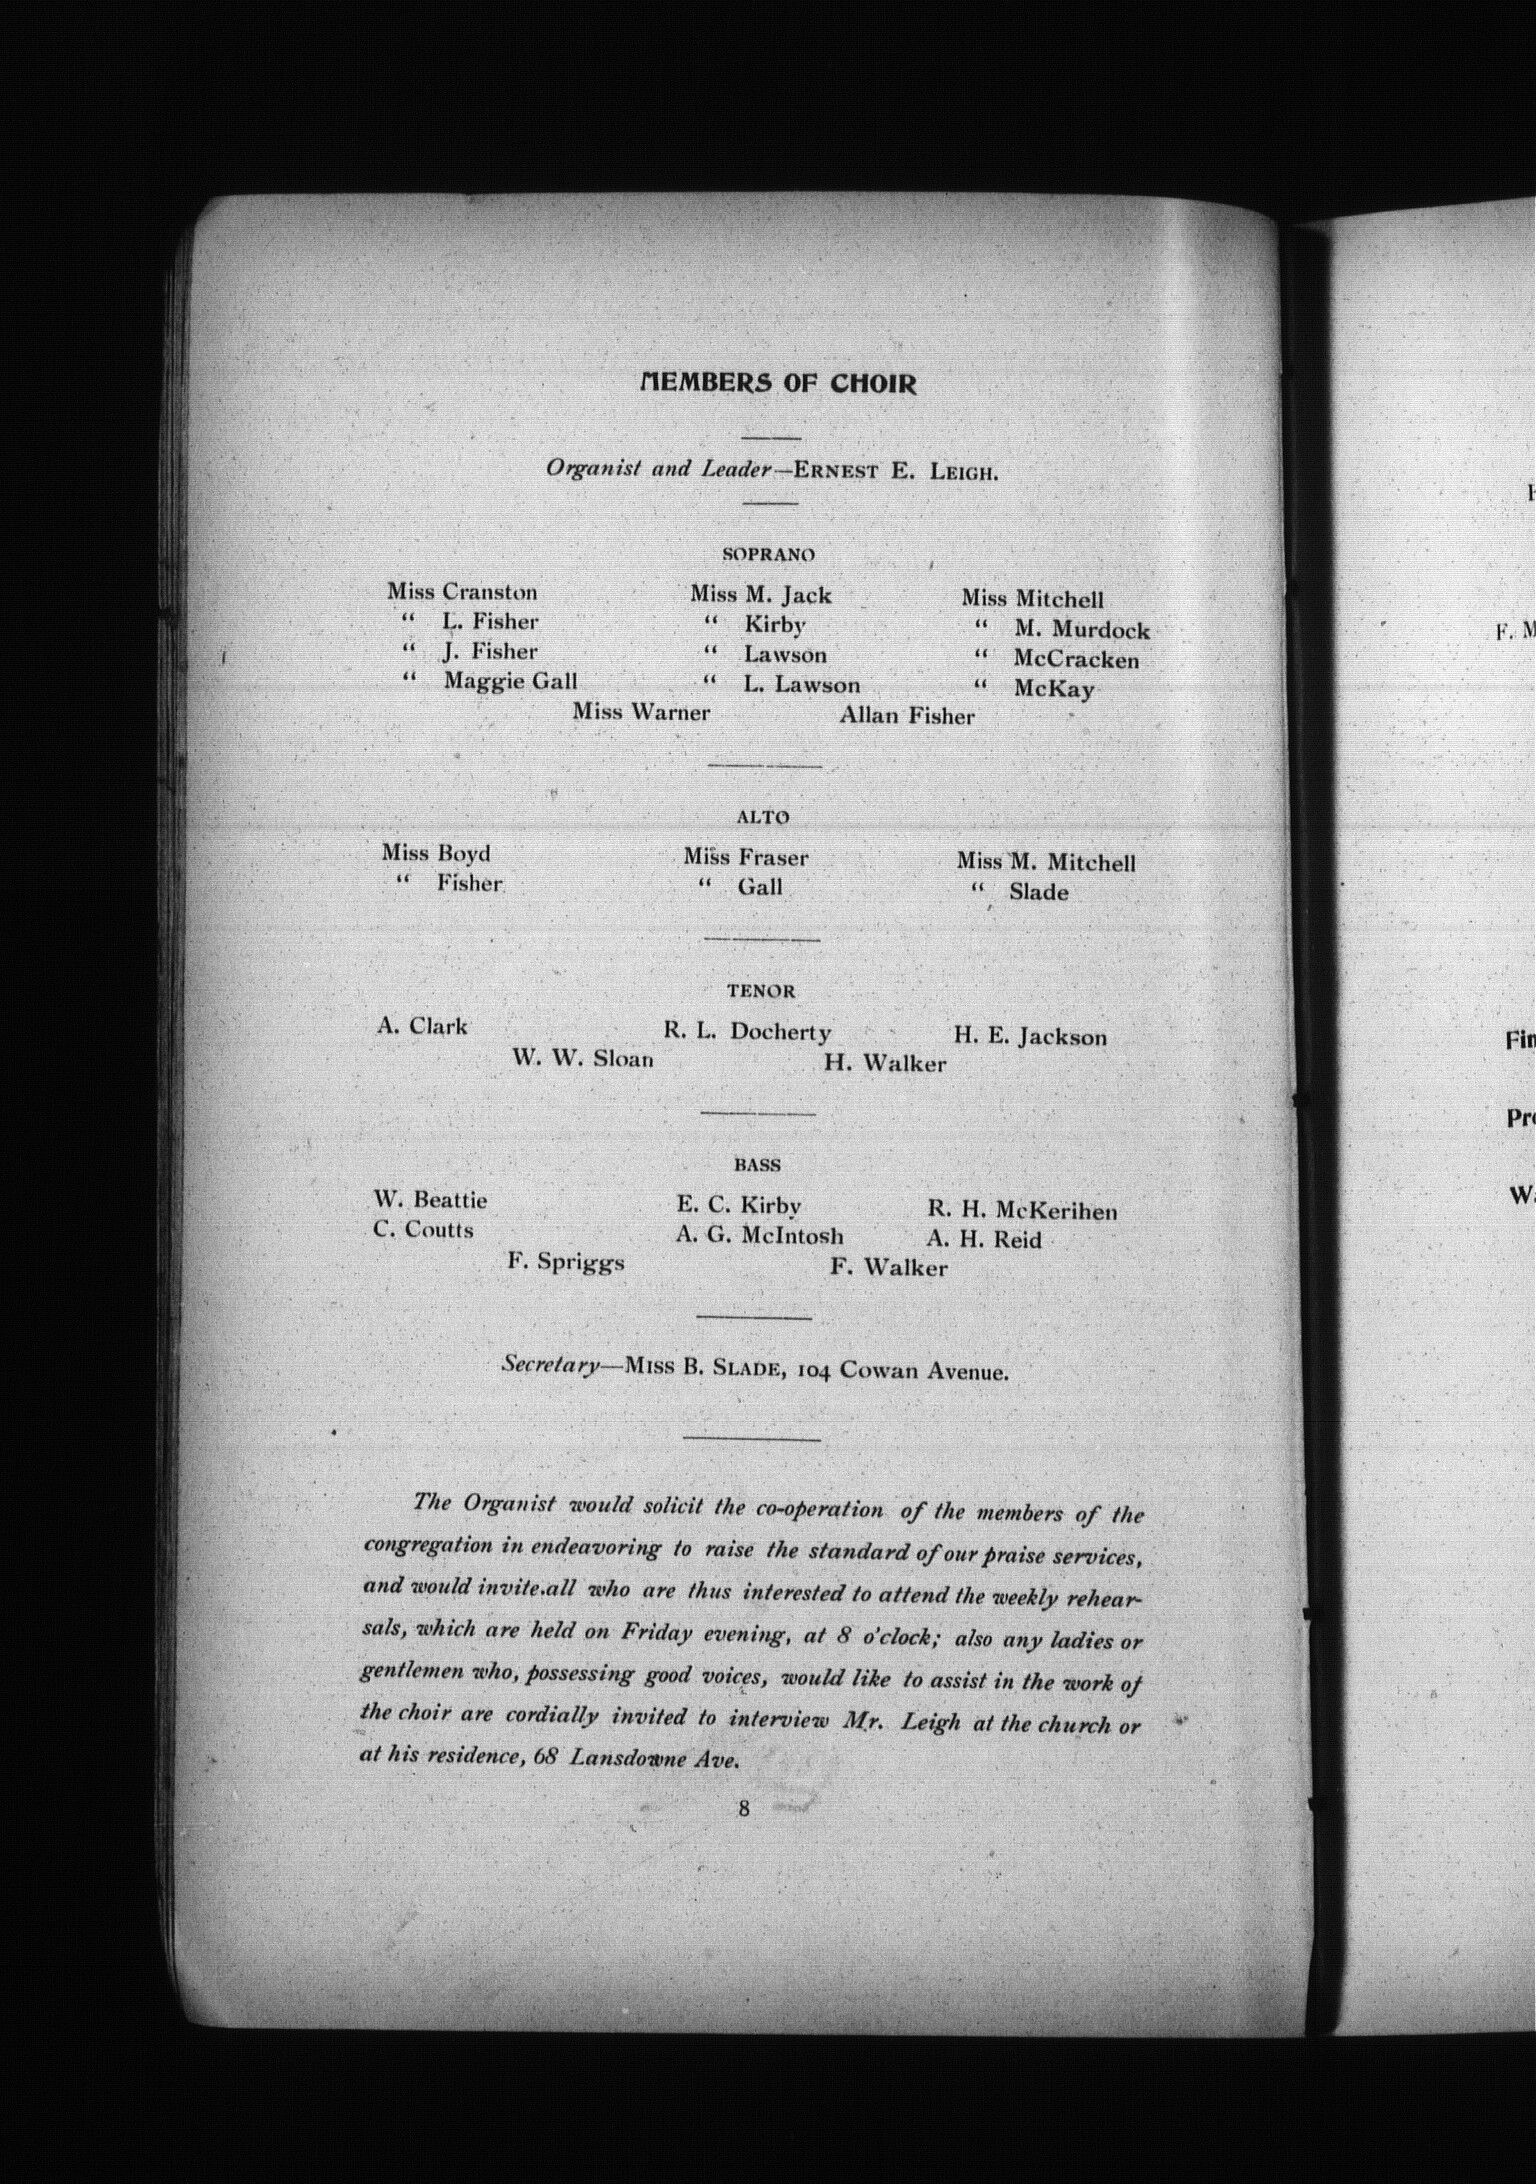 MEMBERS OF CHOIR
Organist and Leader—ERNEST E. LEIGH.
SOPRANO
Miss Cranston Miss M. Jack Miss Mitchell
“ L. Fisher “ Kirby “ M. Murdock
“ J. Fisher “ Lawson “ McCracken
“ Maggie Gall “ L. Lawson “ McKay
Miss Warner Allan Fisher
ALTO
Miss Boyd Miss Fraser Miss M. Mitchell
“ Fisher “ Gall “ Slade
TENOR
A. Clark R. L. Docherty H. E. Jackson
W. W. Sloan H. Walker
BASS
W. Beattie E. C. Kirby R. H. McKerihen
C. Coutts A. G. McIntosh A. H. Reid
F. Spriggs F. Walker
Secretary—MISS B. SLADE, 104 Cowan Avenue.
The Organist would solicit the co-operation of the members of the
congregation in endeavoring to raise the standard of our praise services,
and would invite all who are thus interested to attend the weekly rehear-
sals, which are held on Friday evening, at 8 o'clock; also any ladies or
gentlemen who, possessing good voices, would like to assist in the work of
the choir are cordially invited to interview Mr. Leigh at the church or
at his residence, 68 Lansdowne Ave.
8